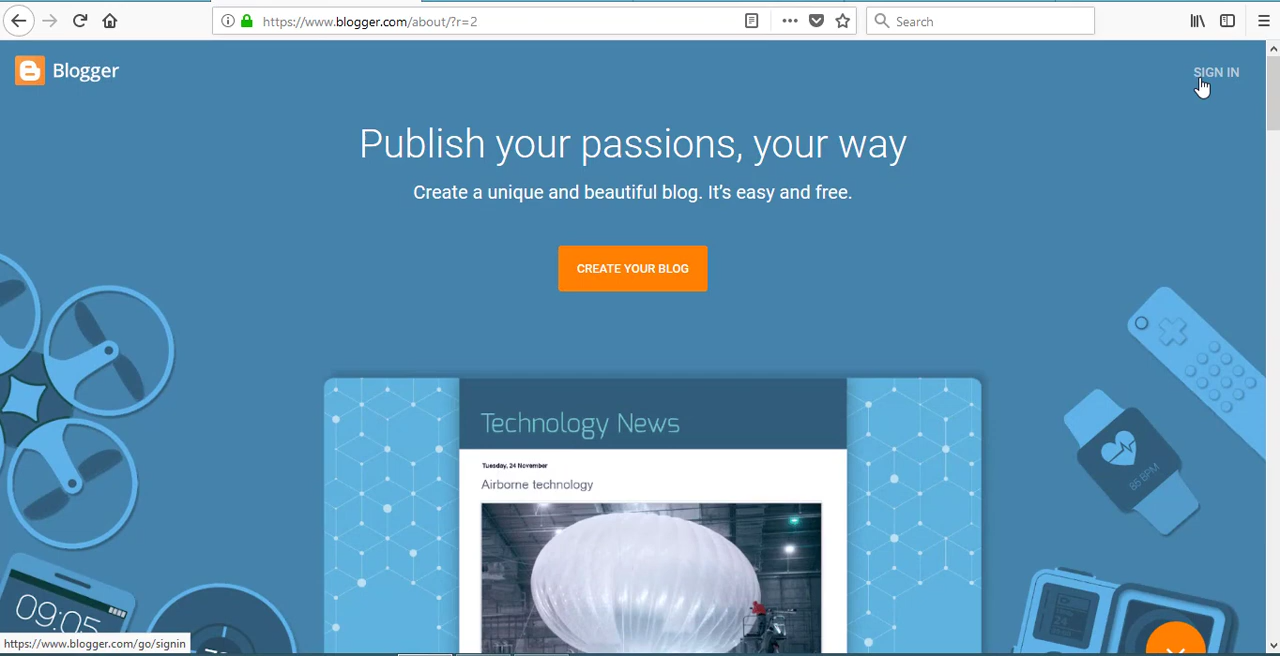 https://www.blogger.com/about/?r=2
Search
Blogger
SIGN IN
Publish your passions, your way
Create a unique and beautiful blog. It's easy and free.
CREATE YOUR BLOG
Technology News
Tuesday, 24 November
Airborne technology
86 BPM
09:05
https://www.blogger.com/go/signin